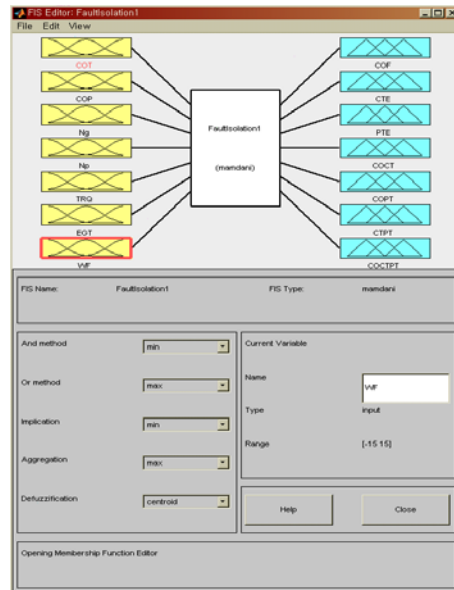 FIS Editor: FaultIsolation1
File Edit View
COT
COP
Ng
Np
TRQ
EGT
WF
FaultIsolation1
(mamdani)
COF
CTE
PTE
COCT
COPT
CTPT
COCTPT
FIS Name: FaultIsolation1 FIS Type: mamdani
And method min
Or method max
Implication min
Aggregation max
Defuzzification centroid
Current Variable
Name WF
Type input
Range [-15 15]
Help Close
Opening Membership Function Editor